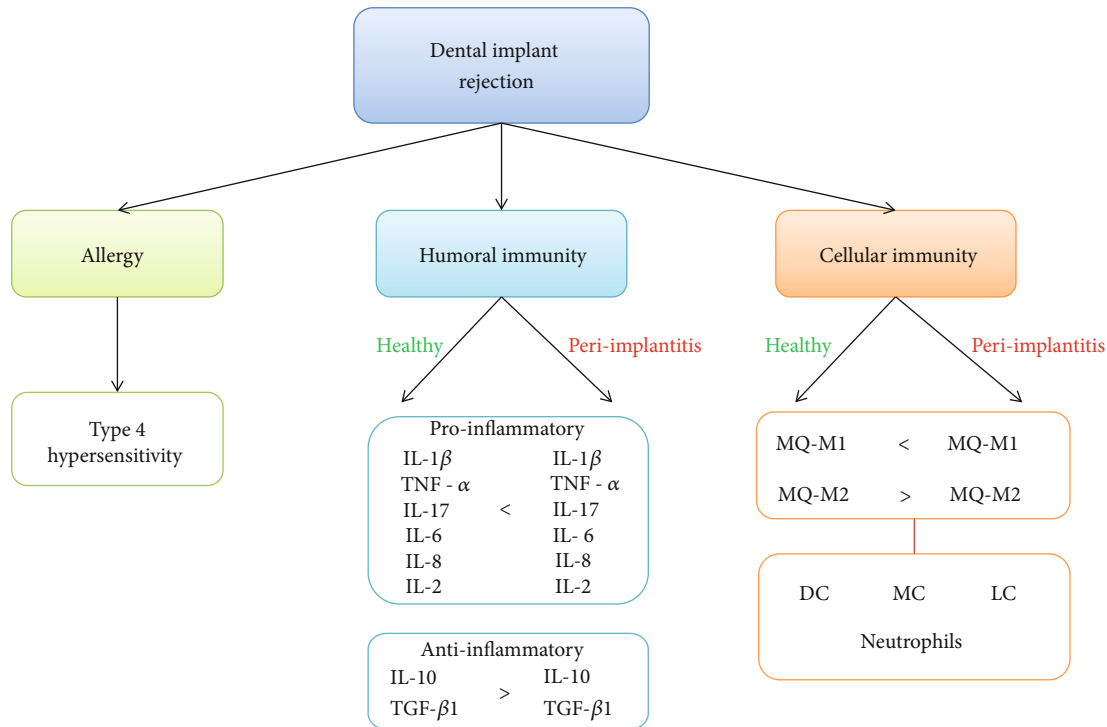 Dental implant
rejection
Allergy
Humoral immunity
Cellular immunity
Healthy
Peri-implantitis
Healthy
Peri-implantitis
Type 4
hypersensitivity
Pro-inflammatory
IL-1β IL-1β
TNF - α TNF - α
IL-17 < IL-17
IL-6 IL- 6
IL-8 IL-8
IL-2 IL-2
Anti-inflammatory
IL-10 > IL-10
TGF-β1 TGF-β1
MQ-M1 < MQ-M1
MQ-M2 > MQ-M2
DC MC LC
Neutrophils